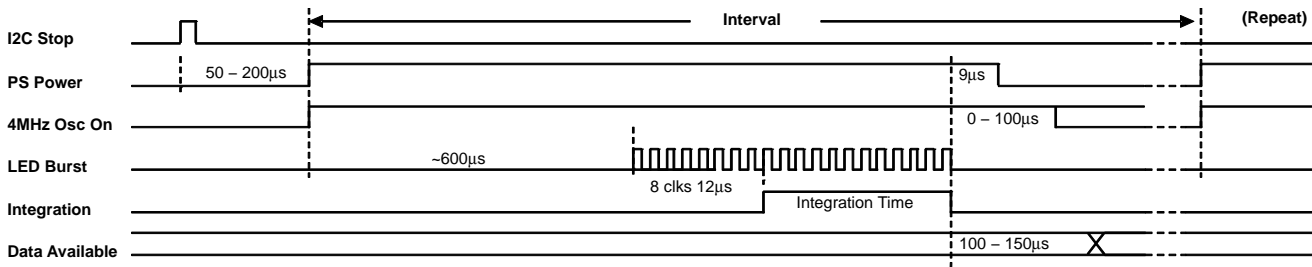 Interval
(Repeat)
I2C Stop
50 – 200μs
PS Power
9μs
4MHz Osc On
0 – 100μs
~600μs
LED Burst
8 clks 12μs
Integration
Integration Time
Data Available
100 – 150μs